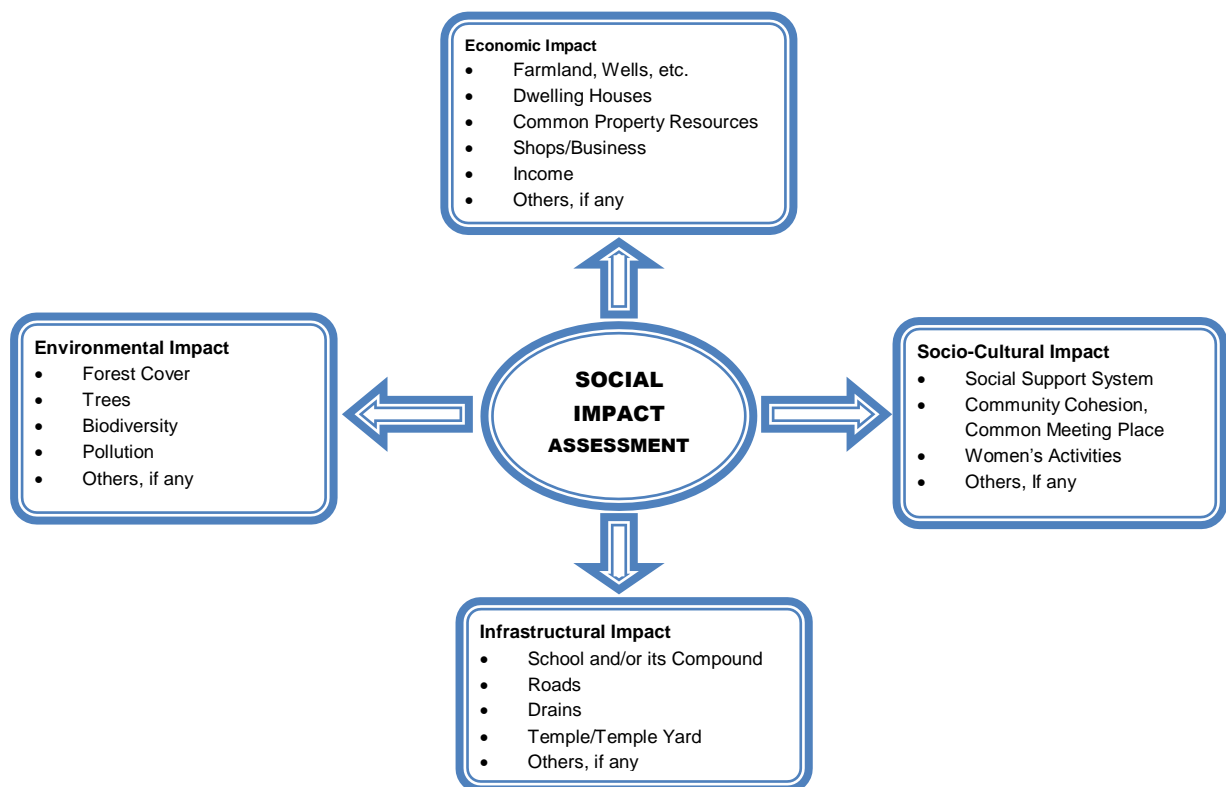 Economic Impact
• Farmland, Wells, etc.
• Dwelling Houses
• Common Property Resources
• Shops/Business
• Income
• Others, if any
Environmental Impact
• Forest Cover
• Trees
• Biodiversity
• Pollution
• Others, if any
SOCIAL
IMPACT
ASSESSMENT
Socio-Cultural Impact
• Social Support System
• Community Cohesion,
Common Meeting Place
• Women’s Activities
• Others, If any
Infrastructural Impact
• School and/or its Compound
• Roads
• Drains
• Temple/Temple Yard
• Others, if any